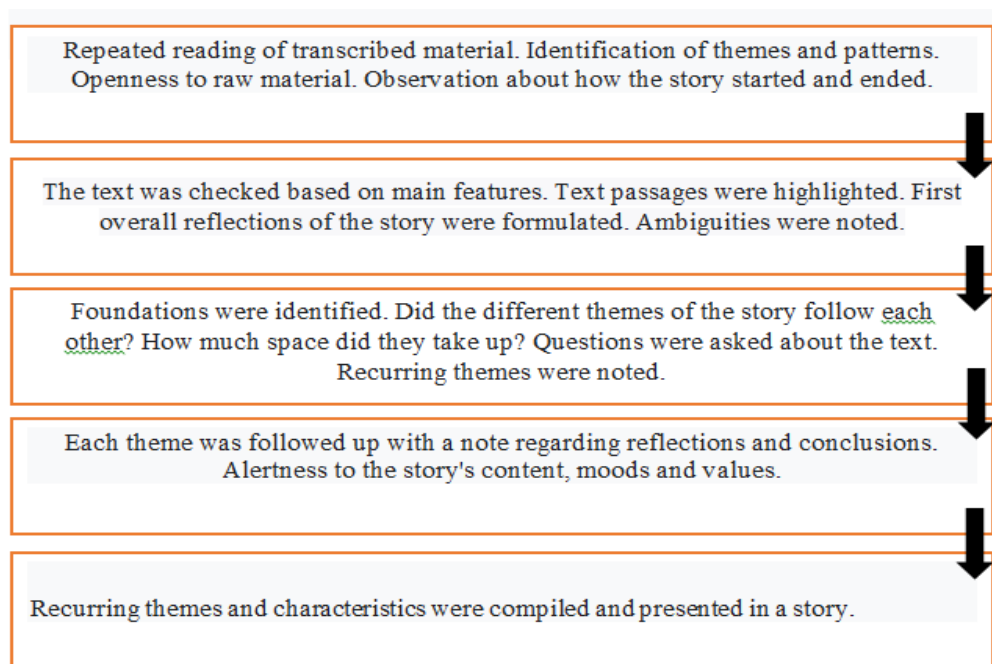 Repeated reading of transcribed material. Identification of themes and patterns.
Openness to raw material. Observation about how the story started and ended.
The text was checked based on main features. Text passages were highlighted. First
overall reflections of the story were formulated. Ambiguities were noted.
Foundations were identified. Did the different themes of the story follow each
other? How much space did they take up? Questions were asked about the text.
Recurring themes were noted.
Each theme was followed up with a note regarding reflections and conclusions.
Alertness to the story's content, moods and values.
Recurring themes and characteristics were compiled and presented in a story.